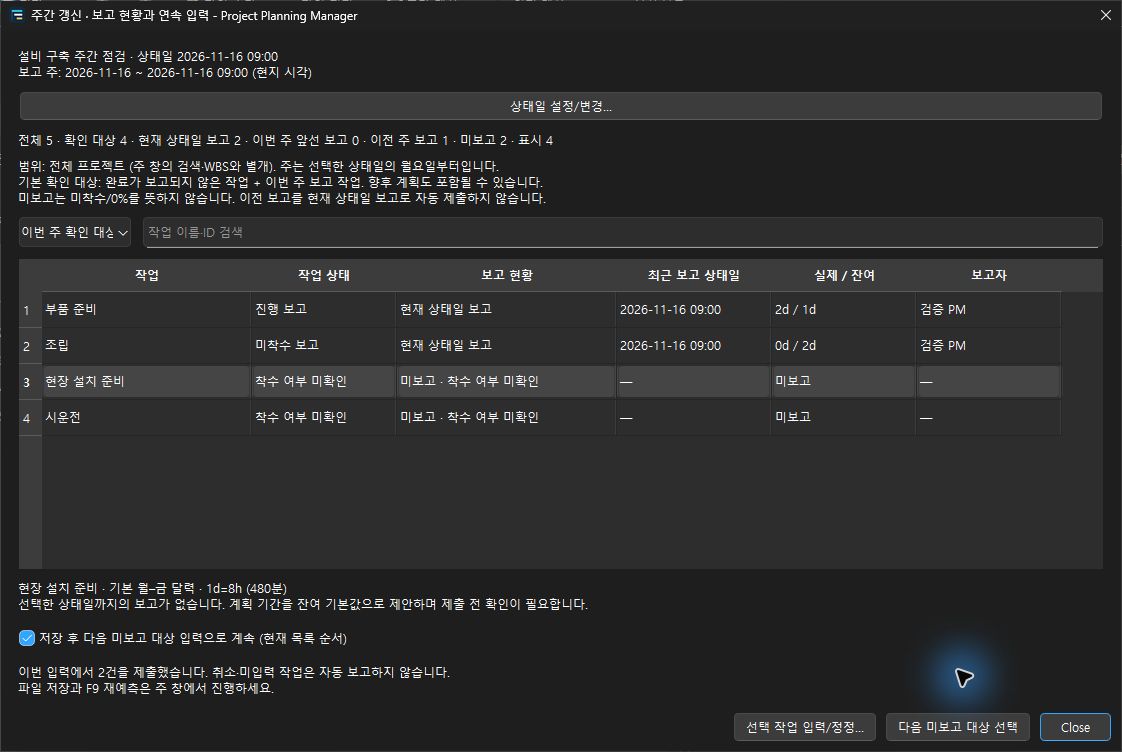 주간 갱신 · 보고 현황과 연속 입력 - Project Planning Manager
설비 구축 주간 점검 · 상태일 2026-11-16 09:00
보고 주: 2026-11-16 ~ 2026-11-16 09:00 (현지 시각)
상태일 설정/변경...
전체 5 · 확인 대상 4 · 현재 상태일 보고 2 · 이번 주 앞선 보고 0 · 이전 주 보고 1 · 미보고 2 · 표시 4
범위: 전체 프로젝트 (주 창의 검색·WBS와 별개). 주는 선택한 상태일의 월요일부터입니다.
기본 확인 대상: 완료가 보고되지 않은 작업 + 이번 주 보고 작업. 향후 계획도 포함될 수 있습니다.
미보고는 미착수/0%를 뜻하지 않습니다. 이전 보고를 현재 상태일 보고로 자동 제출하지 않습니다.
이번 주 확인 대상 작업 이름·ID 검색
작업 작업 상태 보고 현황 최근 보고 상태일 실제 / 잔여 보고자
1 부품 준비 진행 보고 현재 상태일 보고 2026-11-16 09:00 2d / 1d 검증 PM
2 조립 미착수 보고 현재 상태일 보고 2026-11-16 09:00 0d / 2d 검증 PM
3 현장 설치 준비 착수 여부 미확인 미보고 · 착수 여부 미확인 — 미보고 —
4 시운전 착수 여부 미확인 미보고 · 착수 여부 미확인 — 미보고 —
현장 설치 준비 · 기본 월–금 달력 · 1d=8h (480분)
선택한 상태일까지의 보고가 없습니다. 계획 기간을 잔여 기본값으로 제안하며 제출 전 확인이 필요합니다.
저장 후 다음 미보고 대상 입력으로 계속 (현재 목록 순서)
이번 입력에서 2건을 제출했습니다. 취소·미입력 작업은 자동 보고하지 않습니다.
파일 저장과 F9 재예측은 주 창에서 진행하세요.
선택 작업 입력/정정... 다음 미보고 대상 선택 Close